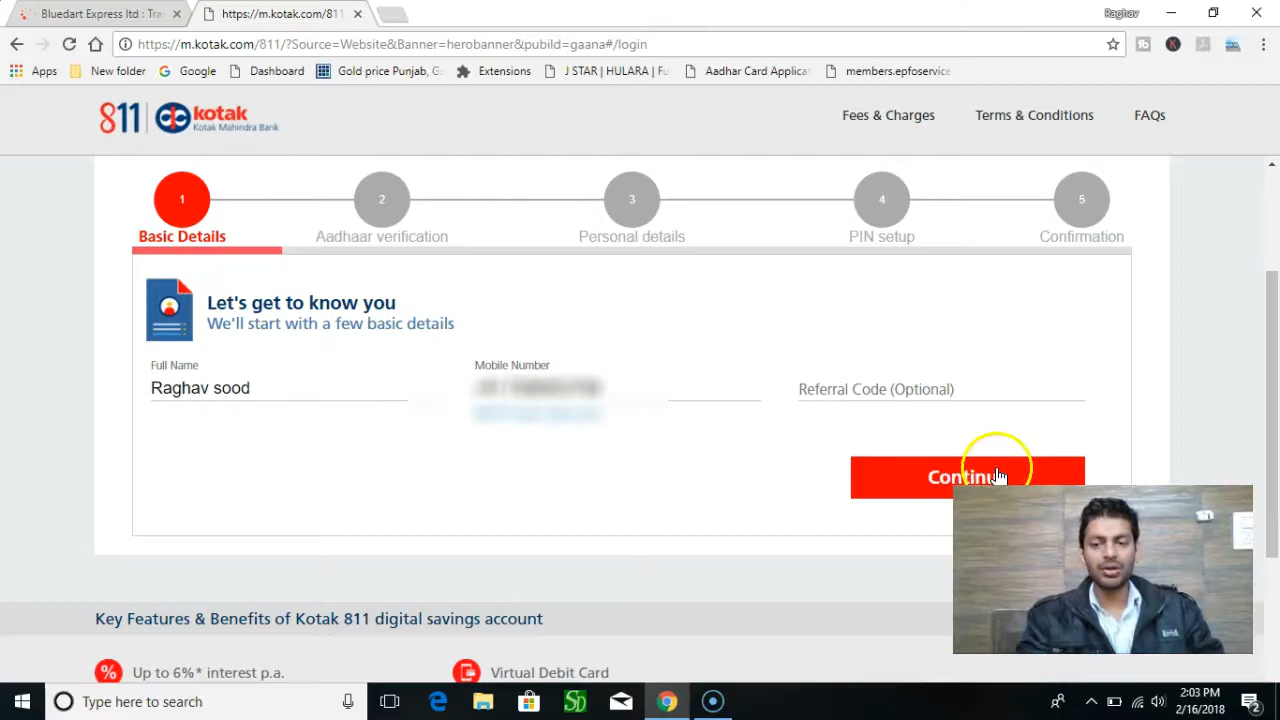 Bluedart Express ltd : Tra
https://m.kotak.com/811
Raghav
https://m.kotak.com/811/?Source=Website&Banner=herobanner&pubild=gaana#/login
Apps
New folder
Google
Dashboard
Gold price Punjab, Go
Extensions
J STAR | HULARA | Fu
Aadhar Card Applicat
members.epfoservice
811 kotak
Kotak Mahindra Bank
Fees & Charges
Terms & Conditions
FAQs
1
2
3
4
5
Basic Details
Aadhaar verification
Personal details
PIN setup
Confirmation
Let's get to know you
We'll start with a few basic details
Full Name
Mobile Number
Raghav sood
Referral Code (Optional)
Continu
Key Features & Benefits of Kotak 811 digital savings account
% Up to 6%* interest p.a.
Virtual Debit Card
Type here to search
SD
2:03 PM
2/16/2018
2